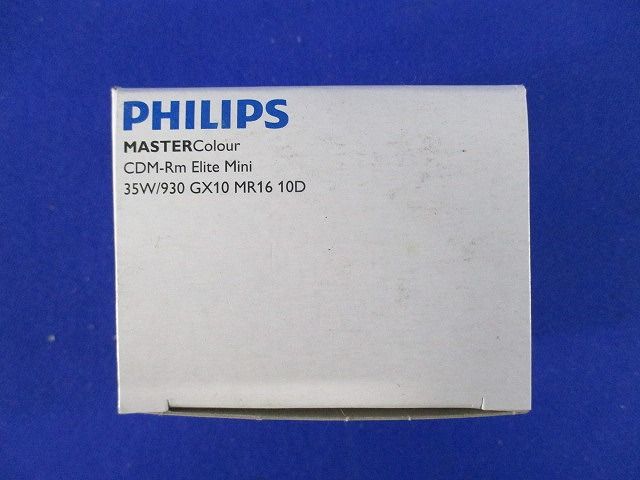 PHILIPS
MASTERColour
CDM-Rm Elite Mini
35W/930 GX10 MR16 10D